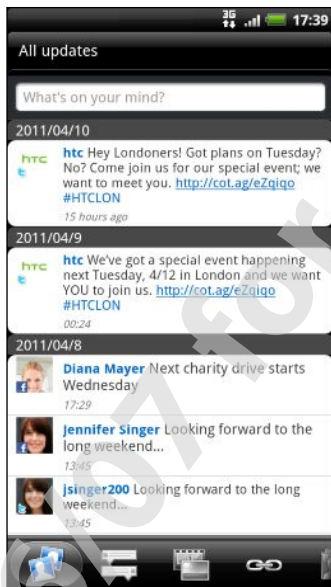 3G 17:39
All updates
What's on your mind?
2011/04/10
htc htc Hey Londoners! Got plans on Tuesday?
No? Come join us for our special event; we
want to meet you. http://cot.ag/eZqiqo
#HTCLON
15 hours ago
2011/04/9
htc htc We've got a special event happening
next Tuesday, 4/12 in London and we want
YOU to join us. http://cot.ag/eZqiqo
#HTCLON
00:24
2011/04/8
Diana Mayer Next charity drive starts
Wednesday
17:29
Jennifer Singer Looking forward to the
long weekend...
13:45
jsinger200 Looking forward to the long
weekend...
13:45
for